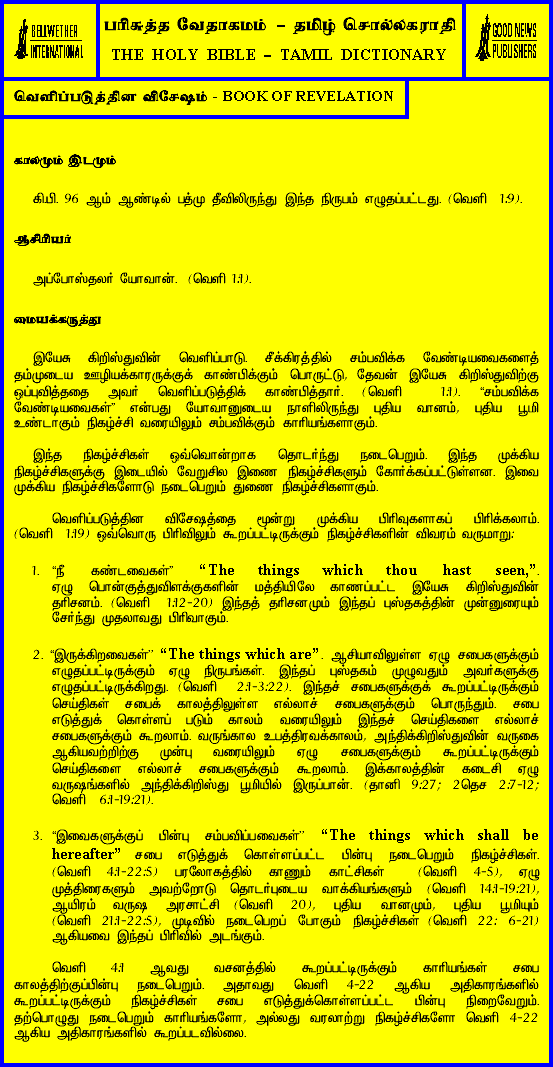 BELLWETHER
INTERNATIONAL
பரிசுத்த வேதாகமம் – தமிழ் சொல்லகராதி
THE HOLY BIBLE – TAMIL DICTIONARY
GOOD NEWS
PUBLISHERS
வெளிப்படுத்தின விசேஷம் - BOOK OF REVELATION
காலமும் இடமும்
கி.பி. 96 ஆம் ஆண்டில் பத்மு தீவிலிருந்து இந்த நிருபம் எழுதப்பட்டது. (வெளி 1:9).
ஆசிரியர்
அப்போஸ்தலர் யோவான். (வெளி 1:1).
மையக்கருத்து
இயேசு கிறிஸ்துவின் வெளிப்பாடு. சீக்கிரத்தில் சம்பவிக்க வேண்டியவைகளைத்
தம்முடைய ஊழியக்காரருக்குக் காண்பிக்கும் பொருட்டு, தேவன் இயேசு கிறிஸ்துவிற்கு
ஒப்புவித்ததை அவர் வெளிப்படுத்திக் காண்பித்தார். (வெளி 1:1). “சம்பவிக்க
வேண்டியவைகள்” என்பது யோவானுடைய நாளிலிருந்து புதிய வானம், புதிய பூமி
உண்டாகும் நிகழ்ச்சி வரையிலும் சம்பவிக்கும் காரியங்களாகும்.
இந்த நிகழ்ச்சிகள் ஒவ்வொன்றாக தொடர்ந்து நடைபெறும். இந்த முக்கிய
நிகழ்ச்சிகளுக்கு இடையில் வேறுசில இணை நிகழ்ச்சிகளும் கோர்க்கப்பட்டுள்ளன. இவை
முக்கிய நிகழ்ச்சிகளோடு நடைபெறும் துணை நிகழ்ச்சிகளாகும்.
வெளிப்படுத்தின விசேஷத்தை மூன்று முக்கிய பிரிவுகளாகப் பிரிக்கலாம்.
(வெளி 1:19) ஒவ்வொரு பிரிவிலும் கூறப்பட்டிருக்கும் நிகழ்ச்சிகளின் விவரம் வருமாறு:
1. “நீ கண்டவைகள்” “The things which thou hast seen,”.
ஏழு பொன்குத்துவிளக்குகளின் மத்தியிலே காணப்பட்ட இயேசு கிறிஸ்துவின்
தரிசனம். (வெளி 1:12-20) இந்தத் தரிசனமும் இந்தப் புஸ்தகத்தின் முன்னுரையும்
சேர்ந்து முதலாவது பிரிவாகும்.
2. “இருக்கிறவைகள்” “The things which are”. ஆசியாவிலுள்ள ஏழு சபைகளுக்கும்
எழுதப்பட்டிருக்கும் ஏழு நிருபங்கள். இந்தப் புஸ்தகம் முழுவதும் அவர்களுக்கு
எழுதப்பட்டிருக்கிறது. (வெளி 2:1-3:22). இந்தச் சபைகளுக்குக் கூறப்பட்டிருக்கும்
செய்திகள் சபைக் காலத்திலுள்ள எல்லாச் சபைகளுக்கும் பொருந்தும். சபை
எடுத்துக் கொள்ளப் படும் காலம் வரையிலும் இந்தச் செய்திகளை எல்லாச்
சபைகளுக்கும் கூறலாம். வருங்கால உபத்திரவக்காலம், அந்திக்கிறிஸ்துவின் வருகை
ஆகியவற்றிற்கு முன்பு வரையிலும் ஏழு சபைகளுக்கும் கூறப்பட்டிருக்கும்
செய்திகளை எல்லாச் சபைகளுக்கும் கூறலாம். இக்காலத்தின் கடைசி ஏழு
வருஷங்களில் அந்திக்கிறிஸ்து பூமியில் இருப்பான். (தானி 9:27; 2தெச 2:7-12;
வெளி 6:1-19:21).
3. “இவைகளுக்குப் பின்பு சம்பவிப்பவைகள்” “The things which shall be
hereafter” சபை எடுத்துக் கொள்ளப்பட்ட பின்பு நடைபெறும் நிகழ்ச்சிகள்.
(வெளி 4:1-22:5) பரலோகத்தில் காணும் காட்சிகள் (வெளி 4-5), ஏழு
முத்திரைகளும் அவற்றோடு தொடர்புடைய வாக்கியங்களும் (வெளி 14:1-19:21),
ஆயிரம் வருஷ அரசாட்சி (வெளி 20), புதிய வானமும், புதிய பூமியும்
(வெளி 21:1-22:5), முடிவில் நடைபெறப் போகும் நிகழ்ச்சிகள் (வெளி 22: 6-21)
ஆகியவை இந்தப் பிரிவில் அடங்கும்.
வெளி 4:1 ஆவது வசனத்தில் கூறப்பட்டிருக்கும் காரியங்கள் சபை
காலத்திற்குப்பின்பு நடைபெறும். அதாவது வெளி 4-22 ஆகிய அதிகாரங்களில்
கூறப்பட்டிருக்கும் நிகழ்ச்சிகள் சபை எடுத்துக்கொள்ளப்பட்ட பின்பு நிறைவேறும்.
தற்பொழுது நடைபெறும் காரியங்களோ, அல்லது வரலாற்று நிகழ்ச்சிகளோ வெளி 4-22
ஆகிய அதிகாரங்களில் கூறப்படவில்லை.